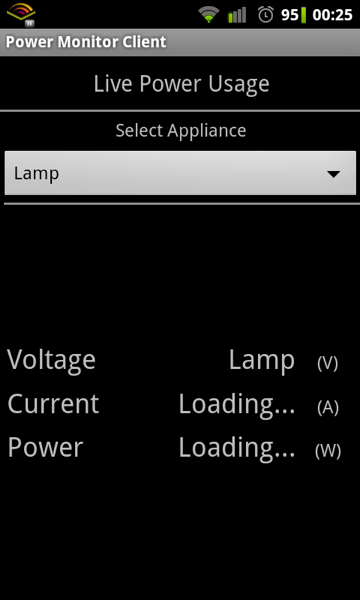 95 00:25
Power Monitor Client
Live Power Usage
Select Appliance
Lamp
Voltage Lamp (V)
Current Loading... (A)
Power Loading... (W)